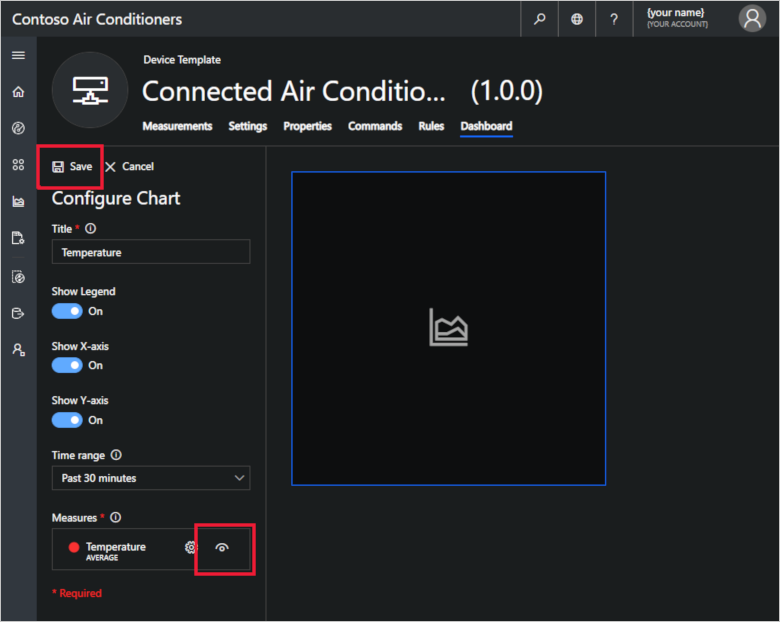 Contoso Air Conditioners
?
{your name}
{YOUR ACCOUNT}
Device Template
Connected Air Conditio... (1.0.0)
Measurements Settings Properties Commands Rules Dashboard
Save Cancel
Configure Chart
Title *
Temperature
Show Legend
On
Show X-axis
On
Show Y-axis
On
Time range
Past 30 minutes
Measures *
Temperature
AVERAGE
* Required